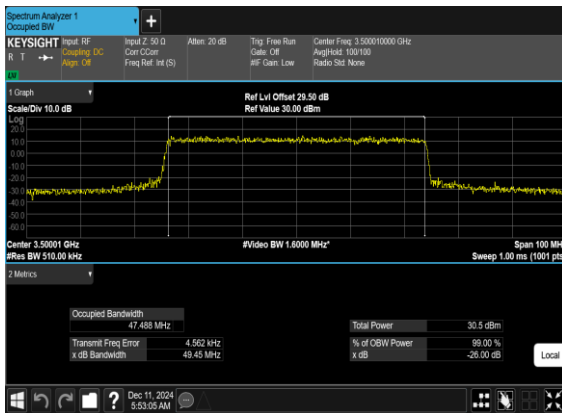 Spectrum Analyzer 1
Occupied BW
KEYSIGHT
R T
LXI
Input: RF
Coupling: DC
Align: Off
Input Z: 50 Ω
Corr CCorr
Freq Ref: Int (S)
Atten: 20 dB
Trig: Free Run
Gate: Off
#IF Gain: Low
Center Freq: 3.500010000 GHz
Avg|Hold: 100/100
Radio Std: None
1 Graph
Scale/Div 10.0 dB
Ref Lvl Offset 29.50 dB
Ref Value 30.00 dBm
Log
20.0
10.0
0.00
-10.0
-20.0
-30.0
-40.0
-50.0
-60.0
Center 3.50001 GHz
#Res BW 510.00 kHz
#Video BW 1.6000 MHz*
Span 100 MH
Sweep 1.00 ms (1001 pts
2 Metrics
Occupied Bandwidth
47.488 MHz
Transmit Freq Error 4.562 kHz
x dB Bandwidth 49.45 MHz
Total Power 30.5 dBm
% of OBW Power 99.00 %
x dB -26.00 dB
Local
Dec 11, 2024
5:53:05 AM